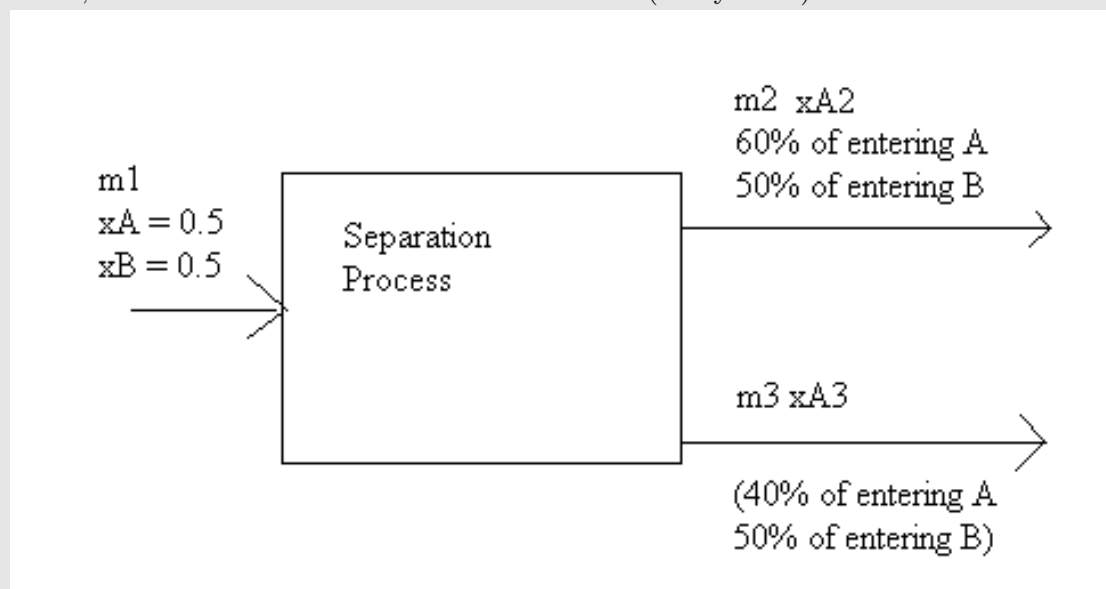 m1
xA = 0.5
xB = 0.5
Separation
Process
m2 xA2
60% of entering A
50% of entering B
m3 xA3
(40% of entering A
50% of entering B)